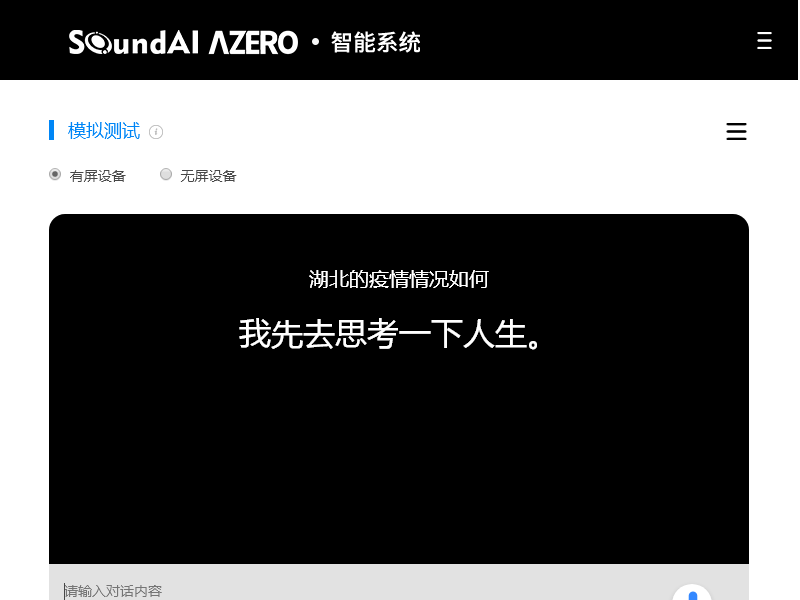 SoundAI AZERO · 智能系统
模拟测试
有屏设备 无屏设备
湖北的疫情情况如何
我先去思考一下人生。
请输入对话内容